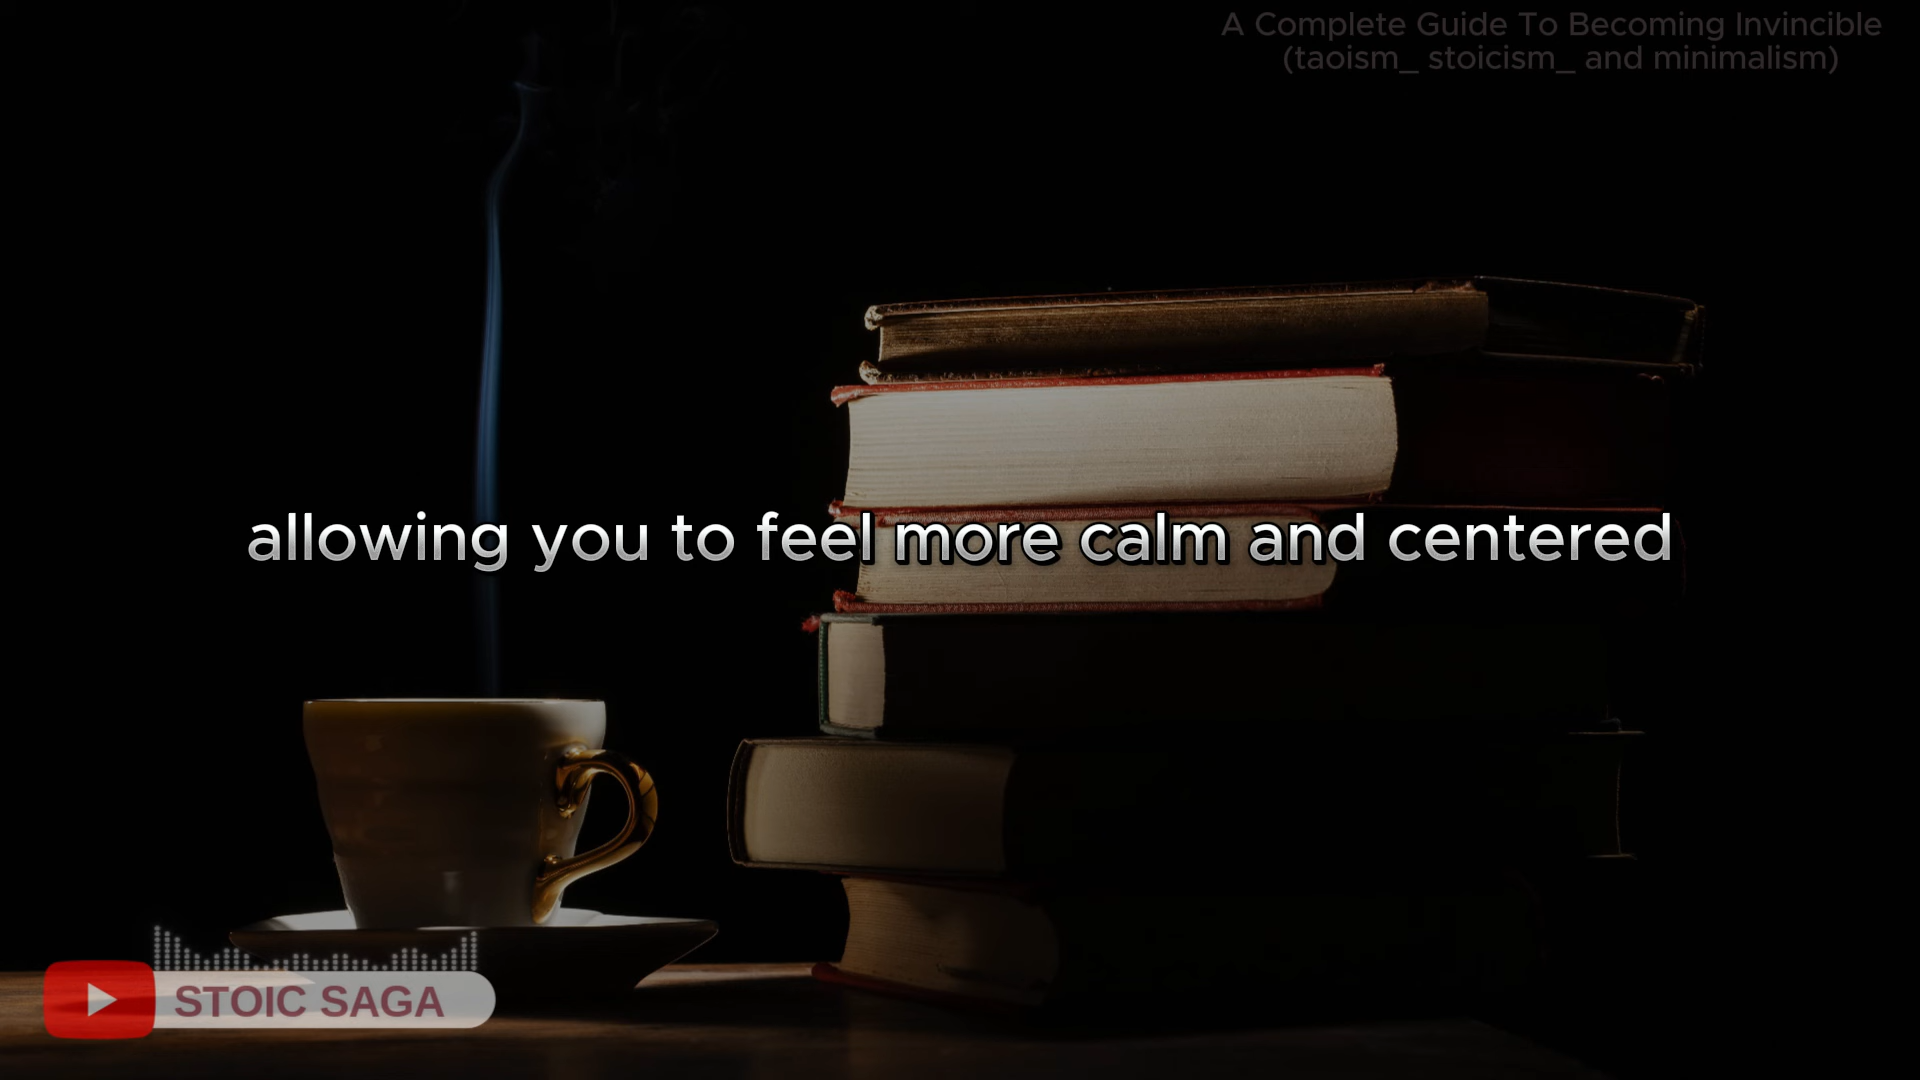 A Complete Guide To Becoming Invincible
(taoism_ stoicism_ and minimalism)
allowing you to feel more calm and centered
STOIC SAGA